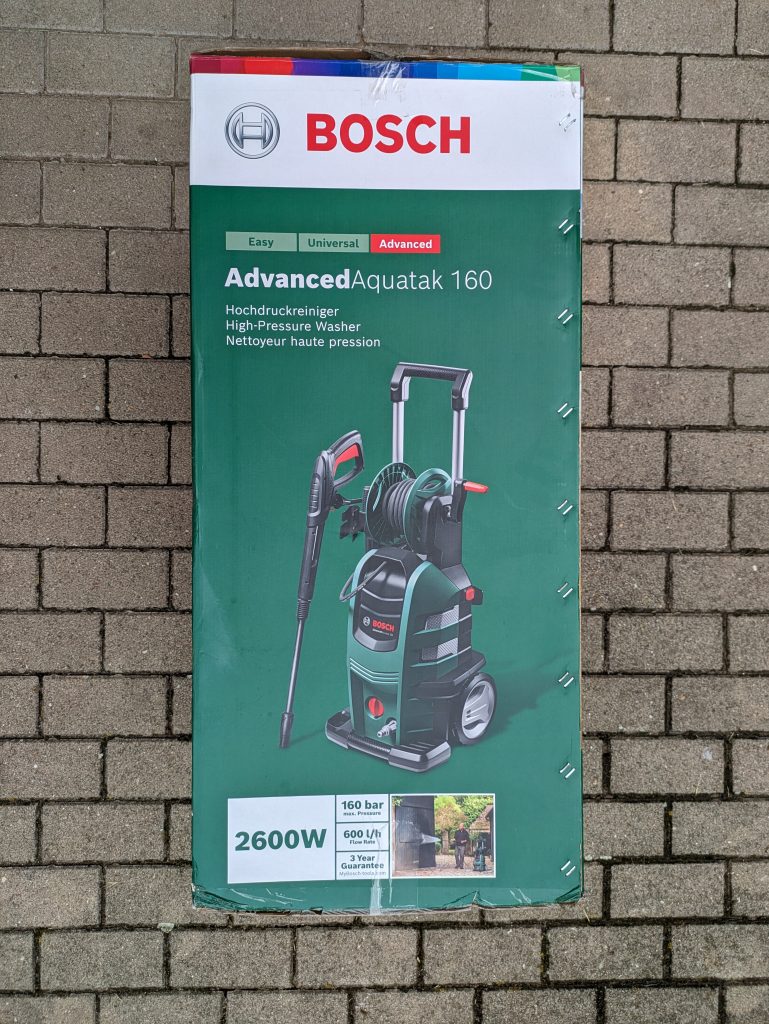 BOSCH
Easy Universal Advanced
AdvancedAquatak 160
Hochdruckreiniger
High-Pressure Washer
Nettoyeur haute pression
BOSCH
2600W
160 bar
max. Pressure
600 l/h
Flow Rate
3 Year
Guarantee